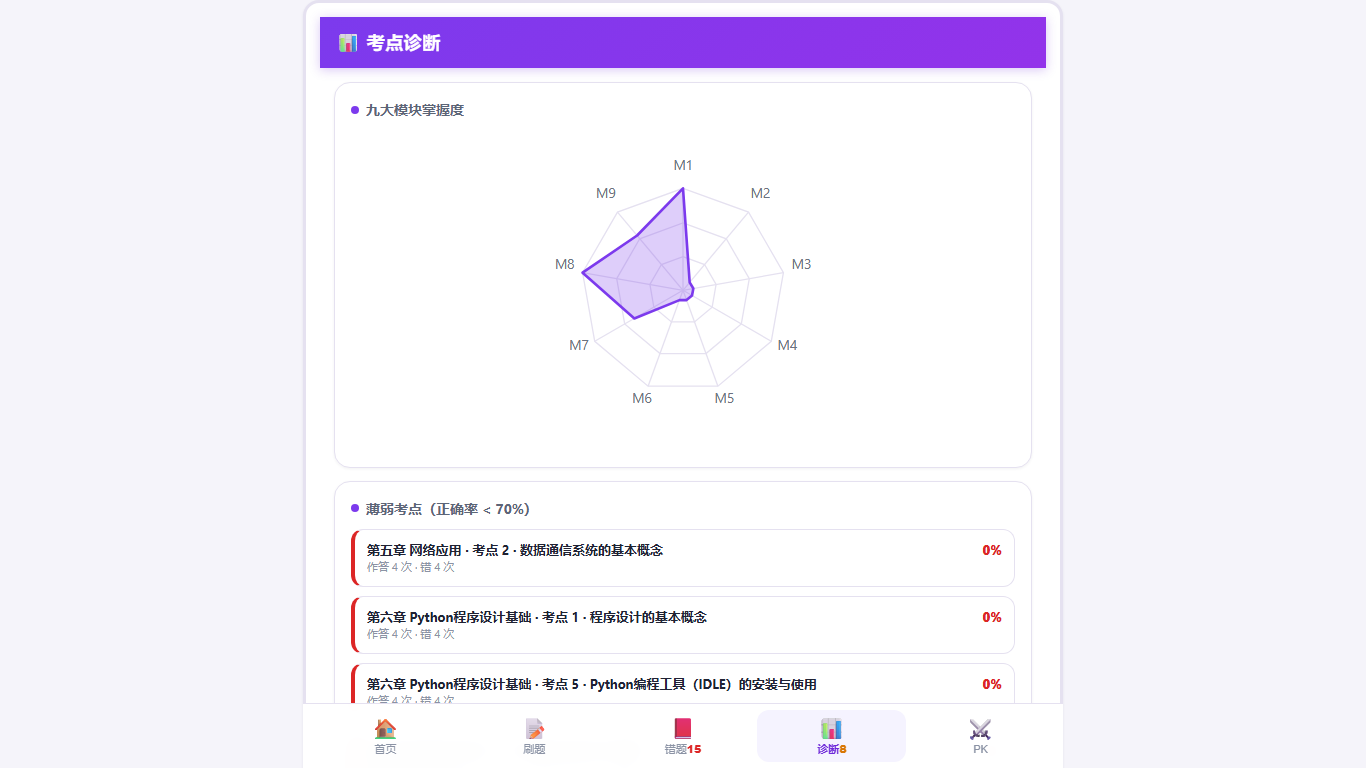 考点诊断
九大模块掌握度
M1
M2
M3
M4
M5
M6
M7
M8
M9
薄弱考点（正确率 < 70%）
第五章 网络应用 · 考点 2 · 数据通信系统的基本概念 0%
作答 4 次 · 错 4 次
第六章 Python程序设计基础 · 考点 1 · 程序设计的基本概念 0%
作答 4 次 · 错 4 次
第六章 Python程序设计基础 · 考点 5 · Python编程工具（IDLE）的安装与使用 0%
作答 4 次 · 错 4 次
首页 刷题 错题15 诊断8 PK